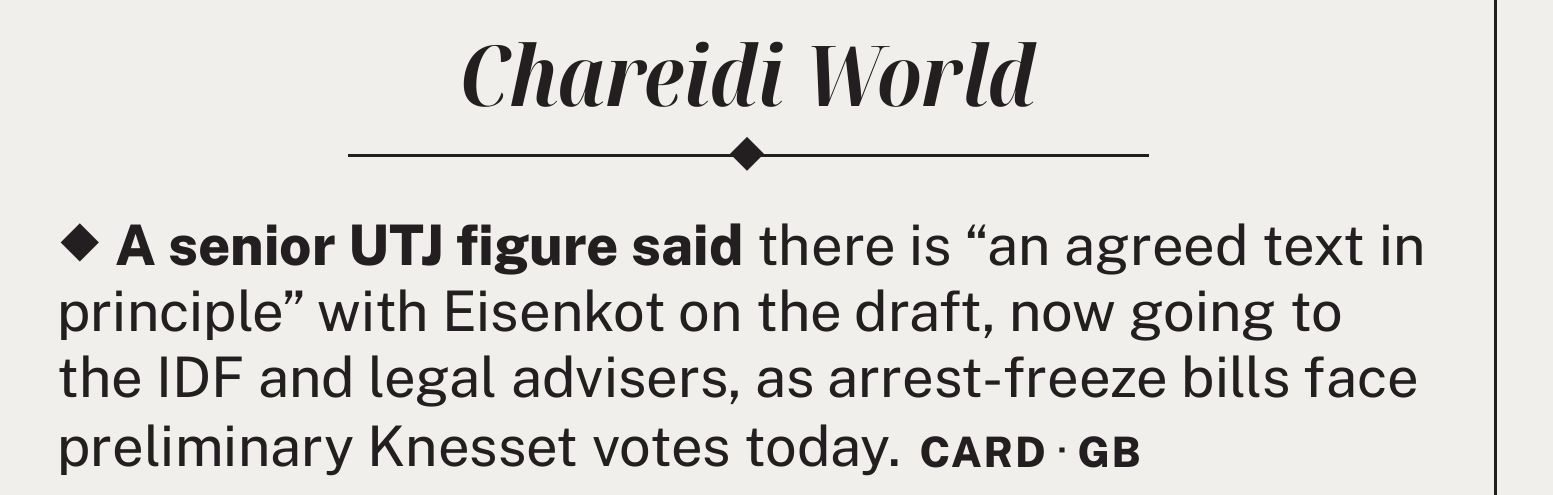 Chareidi World
◆ A senior UTJ figure said there is “an agreed text in
principle” with Eisenkot on the draft, now going to
the IDF and legal advisers, as arrest-freeze bills face
preliminary Knesset votes today. CARD · GB